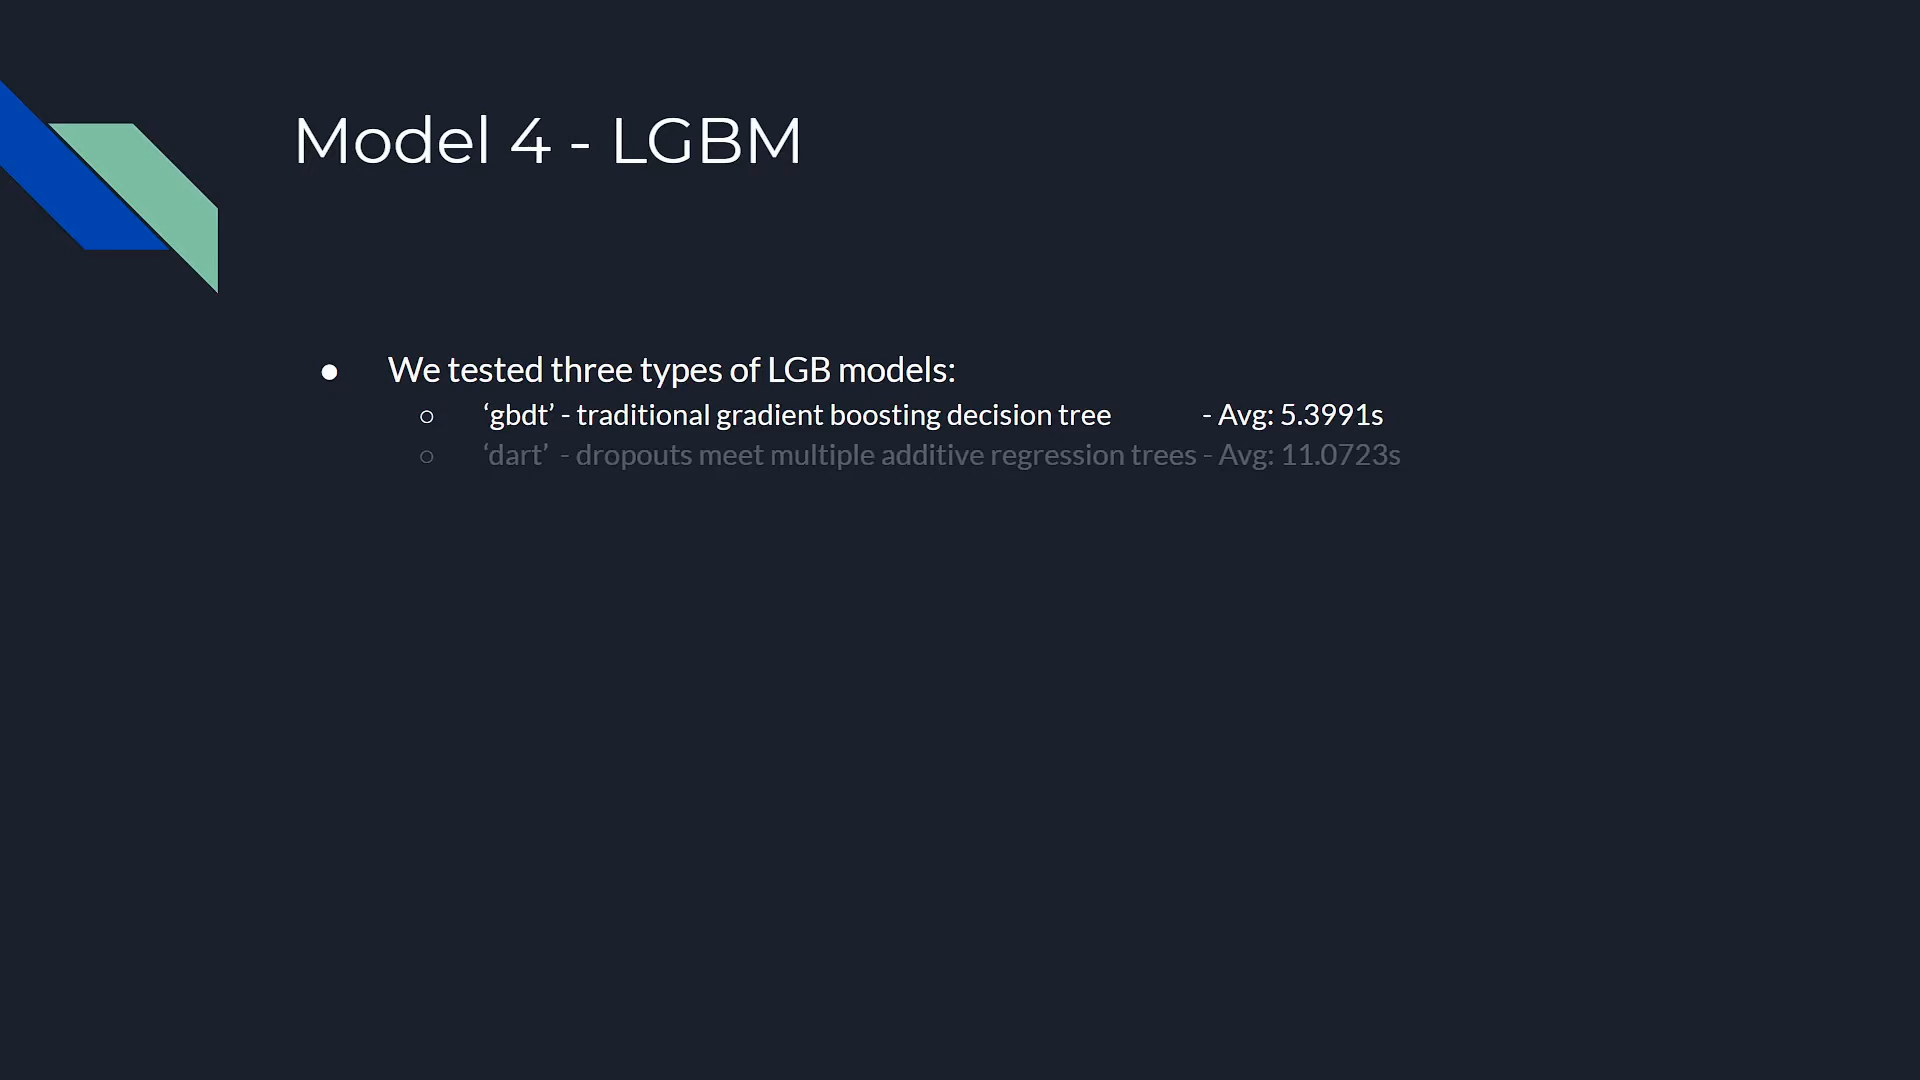 Model 4 - LGBM
● We tested three types of LGB models:
○ ‘gbdt’ - traditional gradient boosting decision tree - Avg: 5.3991s
○ ‘dart’ - dropouts meet multiple additive regression trees - Avg: 11.0723s